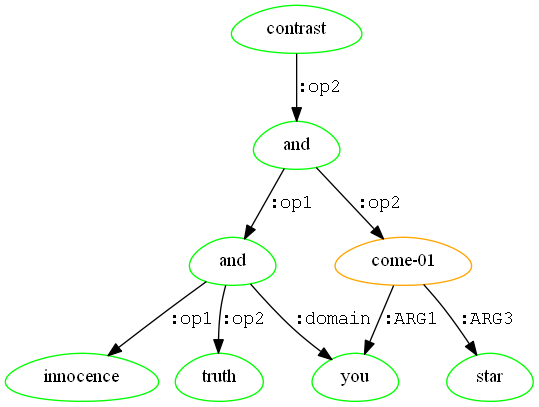 contrast
:op2
and
:op1 :op2
and come-01
:op1 :op2 :domain :ARG1 :ARG3
innocence truth you star